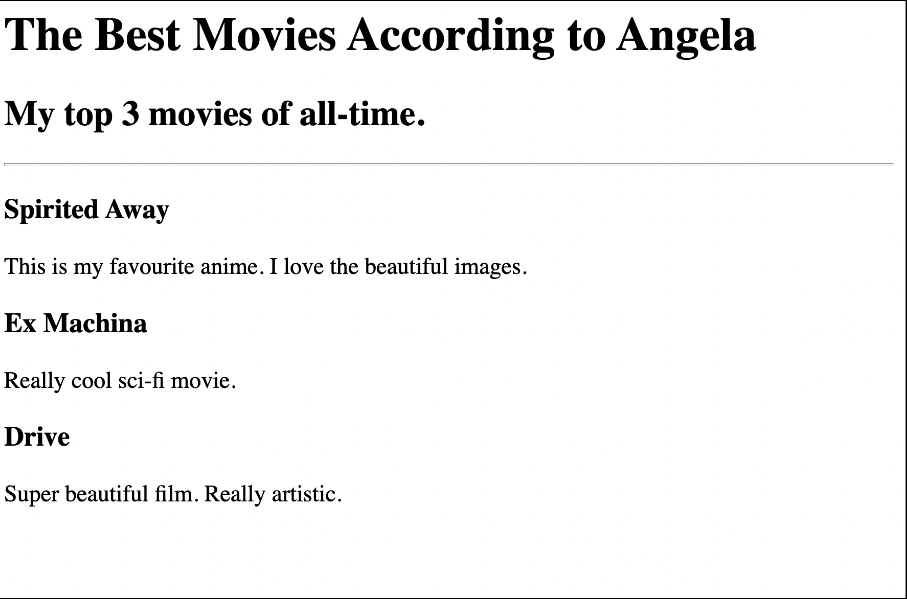 The Best Movies According to Angela
My top 3 movies of all-time.
Spirited Away
This is my favourite anime. I love the beautiful images.
Ex Machina
Really cool sci-fi movie.
Drive
Super beautiful film. Really artistic.